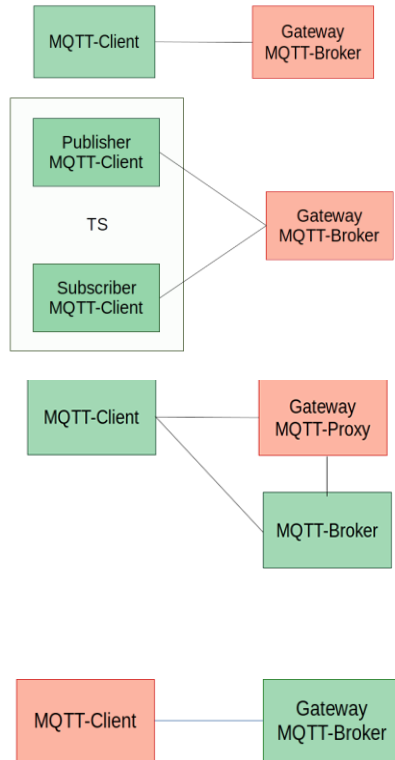 MQTT-Client
Gateway
MQTT-Broker
Publisher
MQTT-Client
TS
Subscriber
MQTT-Client
Gateway
MQTT-Broker
MQTT-Client
Gateway
MQTT-Proxy
MQTT-Broker
MQTT-Client
Gateway
MQTT-Broker